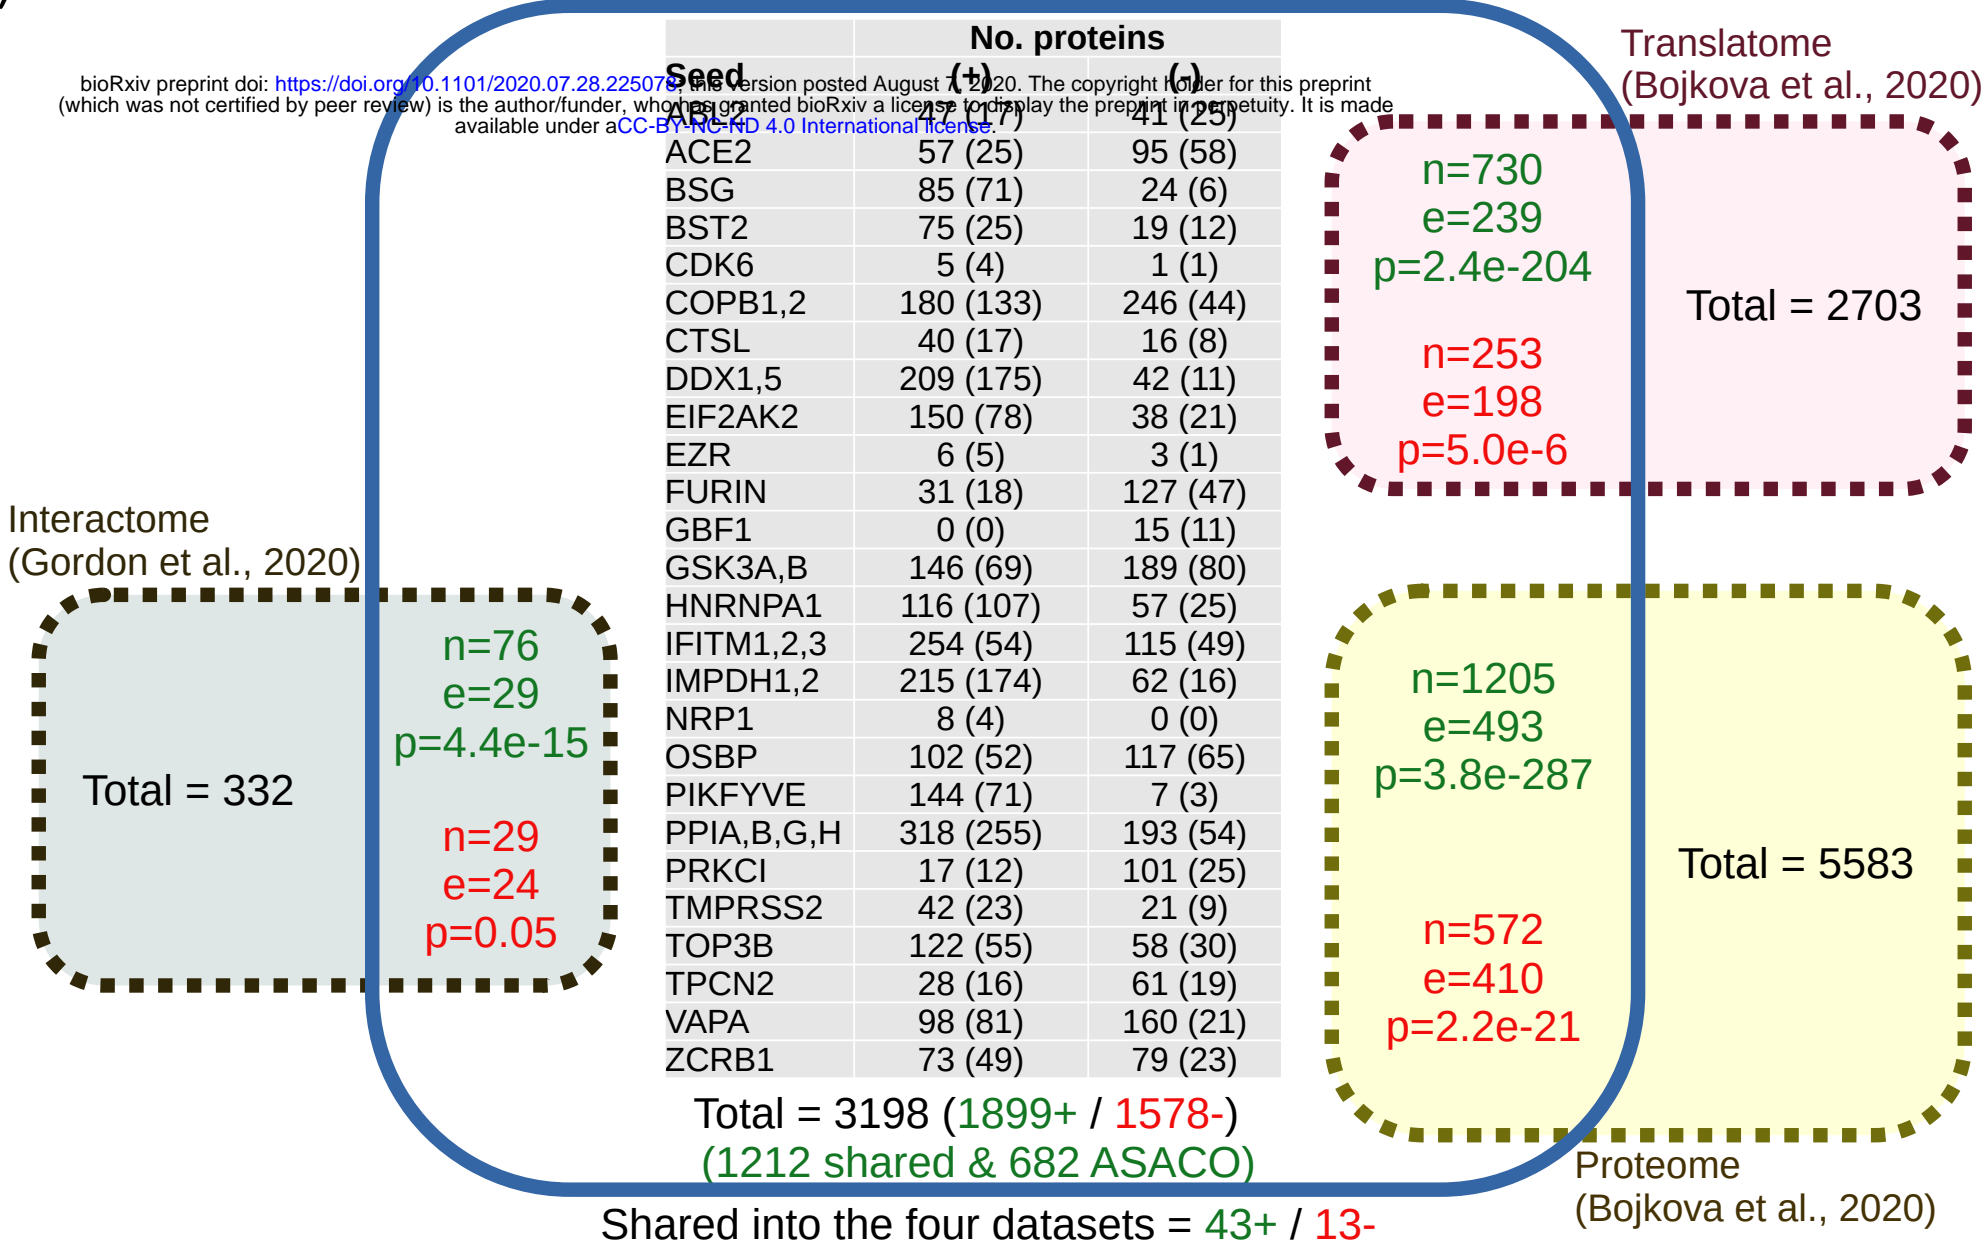 No. proteins
Seed (+) (-)
bioRxiv preprint doi: https://doi.org/10.1101/2020.07.28.225078; this version posted August 7, 2020. The copyright holder for this preprint
(which was not certified by peer review) is the author/funder, who has granted bioRxiv a license to display the preprint in perpetuity. It is made
available under aCC-BY-NC-ND 4.0 International license.
ABL2 47 (17) 41 (25)
ACE2 57 (25) 95 (58)
BSG 85 (71) 24 (6)
BST2 75 (25) 19 (12)
CDK6 5 (4) 1 (1)
COPB1,2 180 (133) 246 (44)
CTSL 40 (17) 16 (8)
DDX1,5 209 (175) 42 (11)
EIF2AK2 150 (78) 38 (21)
EZR 6 (5) 3 (1)
FURIN 31 (18) 127 (47)
GBF1 0 (0) 15 (11)
GSK3A,B 146 (69) 189 (80)
HNRNPA1 116 (107) 57 (25)
IFITM1,2,3 254 (54) 115 (49)
IMPDH1,2 215 (174) 62 (16)
NRP1 8 (4) 0 (0)
OSBP 102 (52) 117 (65)
PIKFYVE 144 (71) 7 (3)
PPIA,B,G,H 318 (255) 193 (54)
PRKCI 17 (12) 101 (25)
TMPRSS2 42 (23) 21 (9)
TOP3B 122 (55) 58 (30)
TPCN2 28 (16) 61 (19)
VAPA 98 (81) 160 (21)
ZCRB1 73 (49) 79 (23)
Total = 3198 (1899+ / 1578-)
(1212 shared & 682 ASACO)
Shared into the four datasets = 43+ / 13-
Interactome
(Gordon et al., 2020)
Total = 332
n=76
e=29
p=4.4e-15
n=29
e=24
p=0.05
Translatome
(Bojkova et al., 2020)
n=730
e=239
p=2.4e-204
n=253
e=198
p=5.0e-6
Total = 2703
n=1205
e=493
p=3.8e-287
n=572
e=410
p=2.2e-21
Total = 5583
Proteome
(Bojkova et al., 2020)